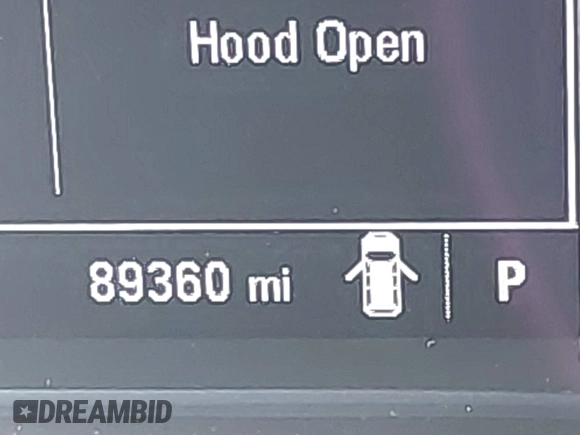 Hood Open
89360 mi P
DREAMBID